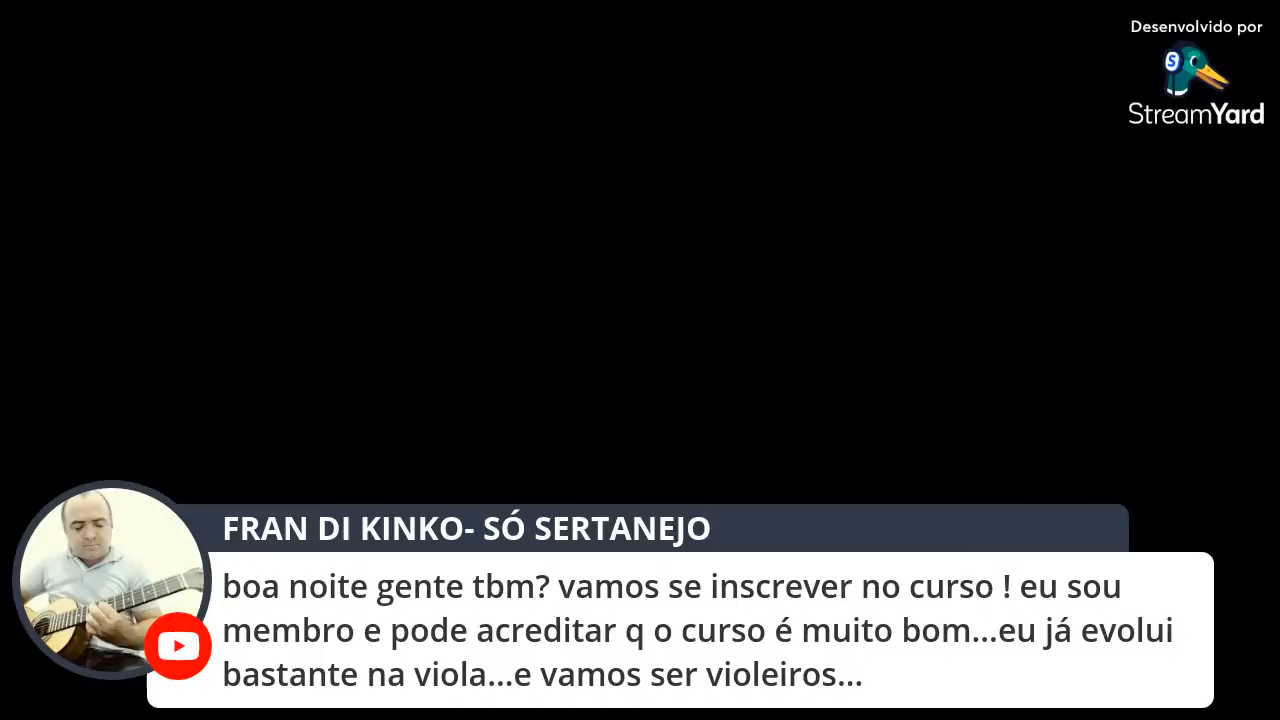 Desenvolvido por
StreamYard
FRAN DI KINKO- SÓ SERTANEJO
boa noite gente tbm? vamos se inscrever no curso ! eu sou
membro e pode acreditar q o curso é muito bom...eu já evolui
bastante na viola...e vamos ser violeiros...